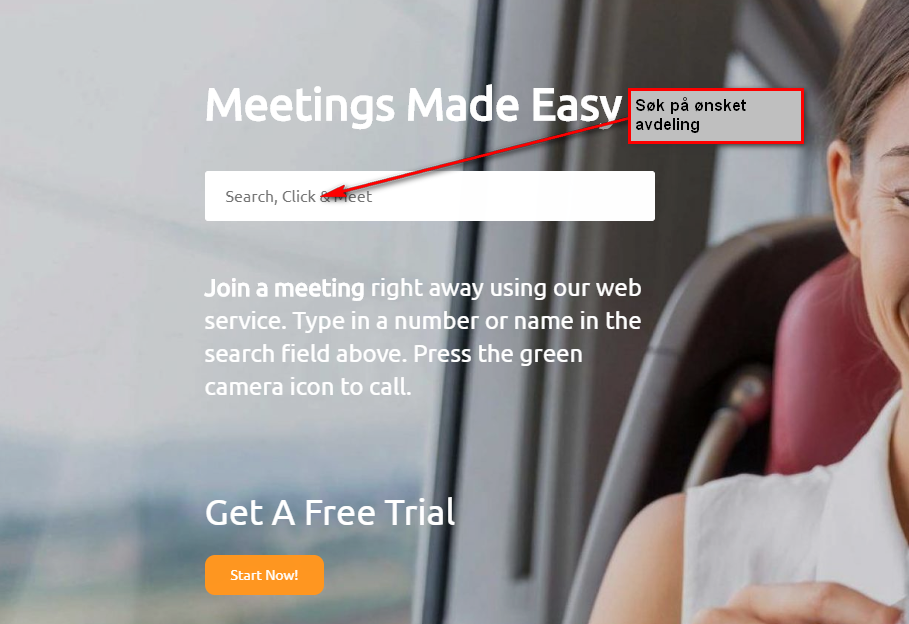 Meetings Made Easy
Søk på ønsket
avdeling
Search, Click & Meet
Join a meeting right away using our web
service. Type in a number or name in the
search field above. Press the green
camera icon to call.
Get A Free Trial
Start Now!